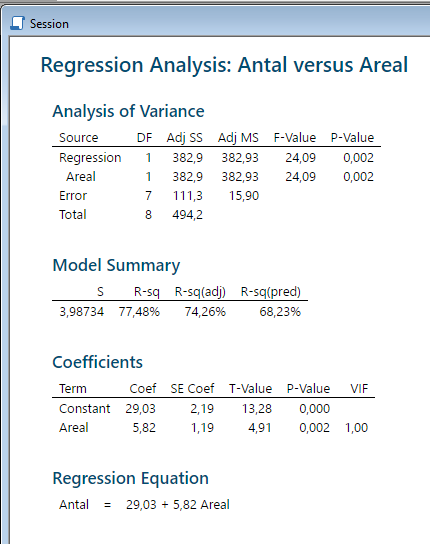 Session
Regression Analysis: Antal versus Areal
Analysis of Variance
Source DF Adj SS Adj MS F-Value P-Value
Regression 1 382,9 382,93 24,09 0,002
Areal 1 382,9 382,93 24,09 0,002
Error 7 111,3 15,90
Total 8 494,2
Model Summary
S R-sq R-sq(adj) R-sq(pred)
3,98734 77,48% 74,26% 68,23%
Coefficients
Term Coef SE Coef T-Value P-Value VIF
Constant 29,03 2,19 13,28 0,000
Areal 5,82 1,19 4,91 0,002 1,00
Regression Equation
Antal = 29,03 + 5,82 Areal